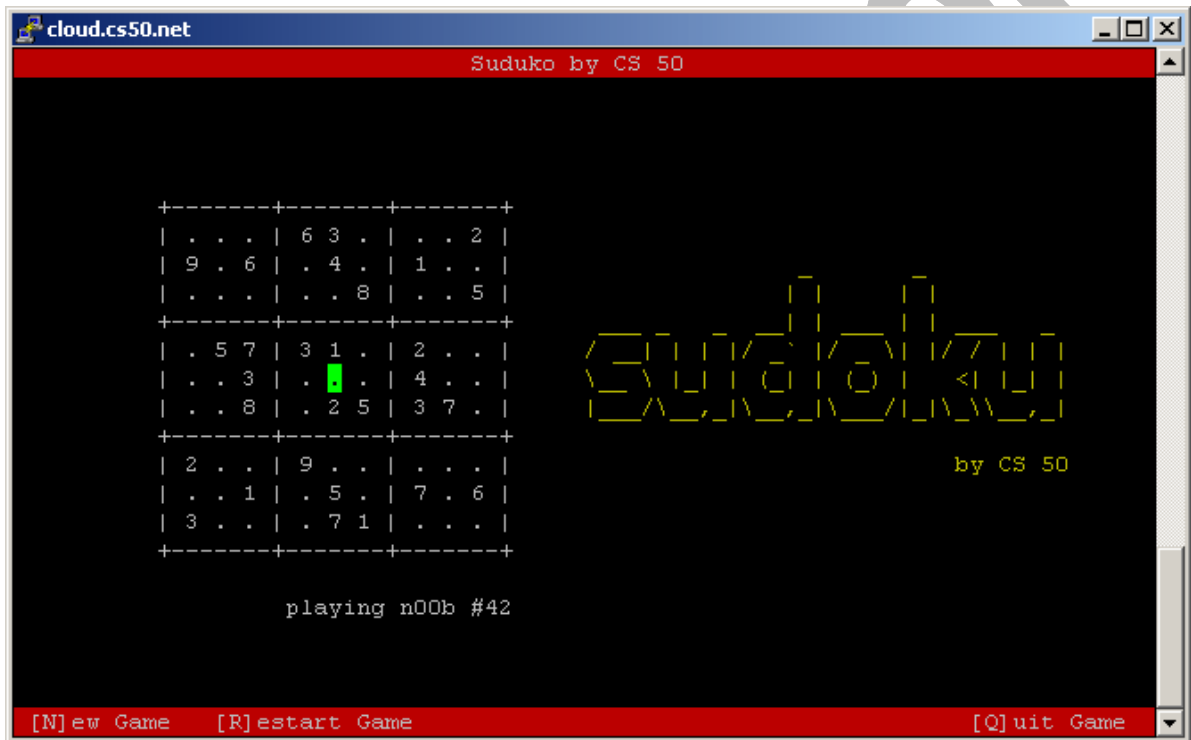 cloud.cs50.net
Suduko by CS 50
+-------+-------+-------+
| . . . | 6 3 . | . . 2 |
| 9 . 6 | . 4 . | 1 . . |
| . . . | . . 8 | . . 5 |
+-------+-------+-------+
| . 5 7 | 3 1 . | 2 . . |
| . . 3 | . . . | 4 . . |
| . . 8 | . 2 5 | 3 7 . |
+-------+-------+-------+
| 2 . . | 9 . . | . . . |
| . . 1 | . 5 . | 7 . 6 |
| 3 . . | . 7 1 | . . . |
+-------+-------+-------+
playing n00b #42
sudoku
by CS 50
[N]ew Game [R]estart Game [Q]uit Game